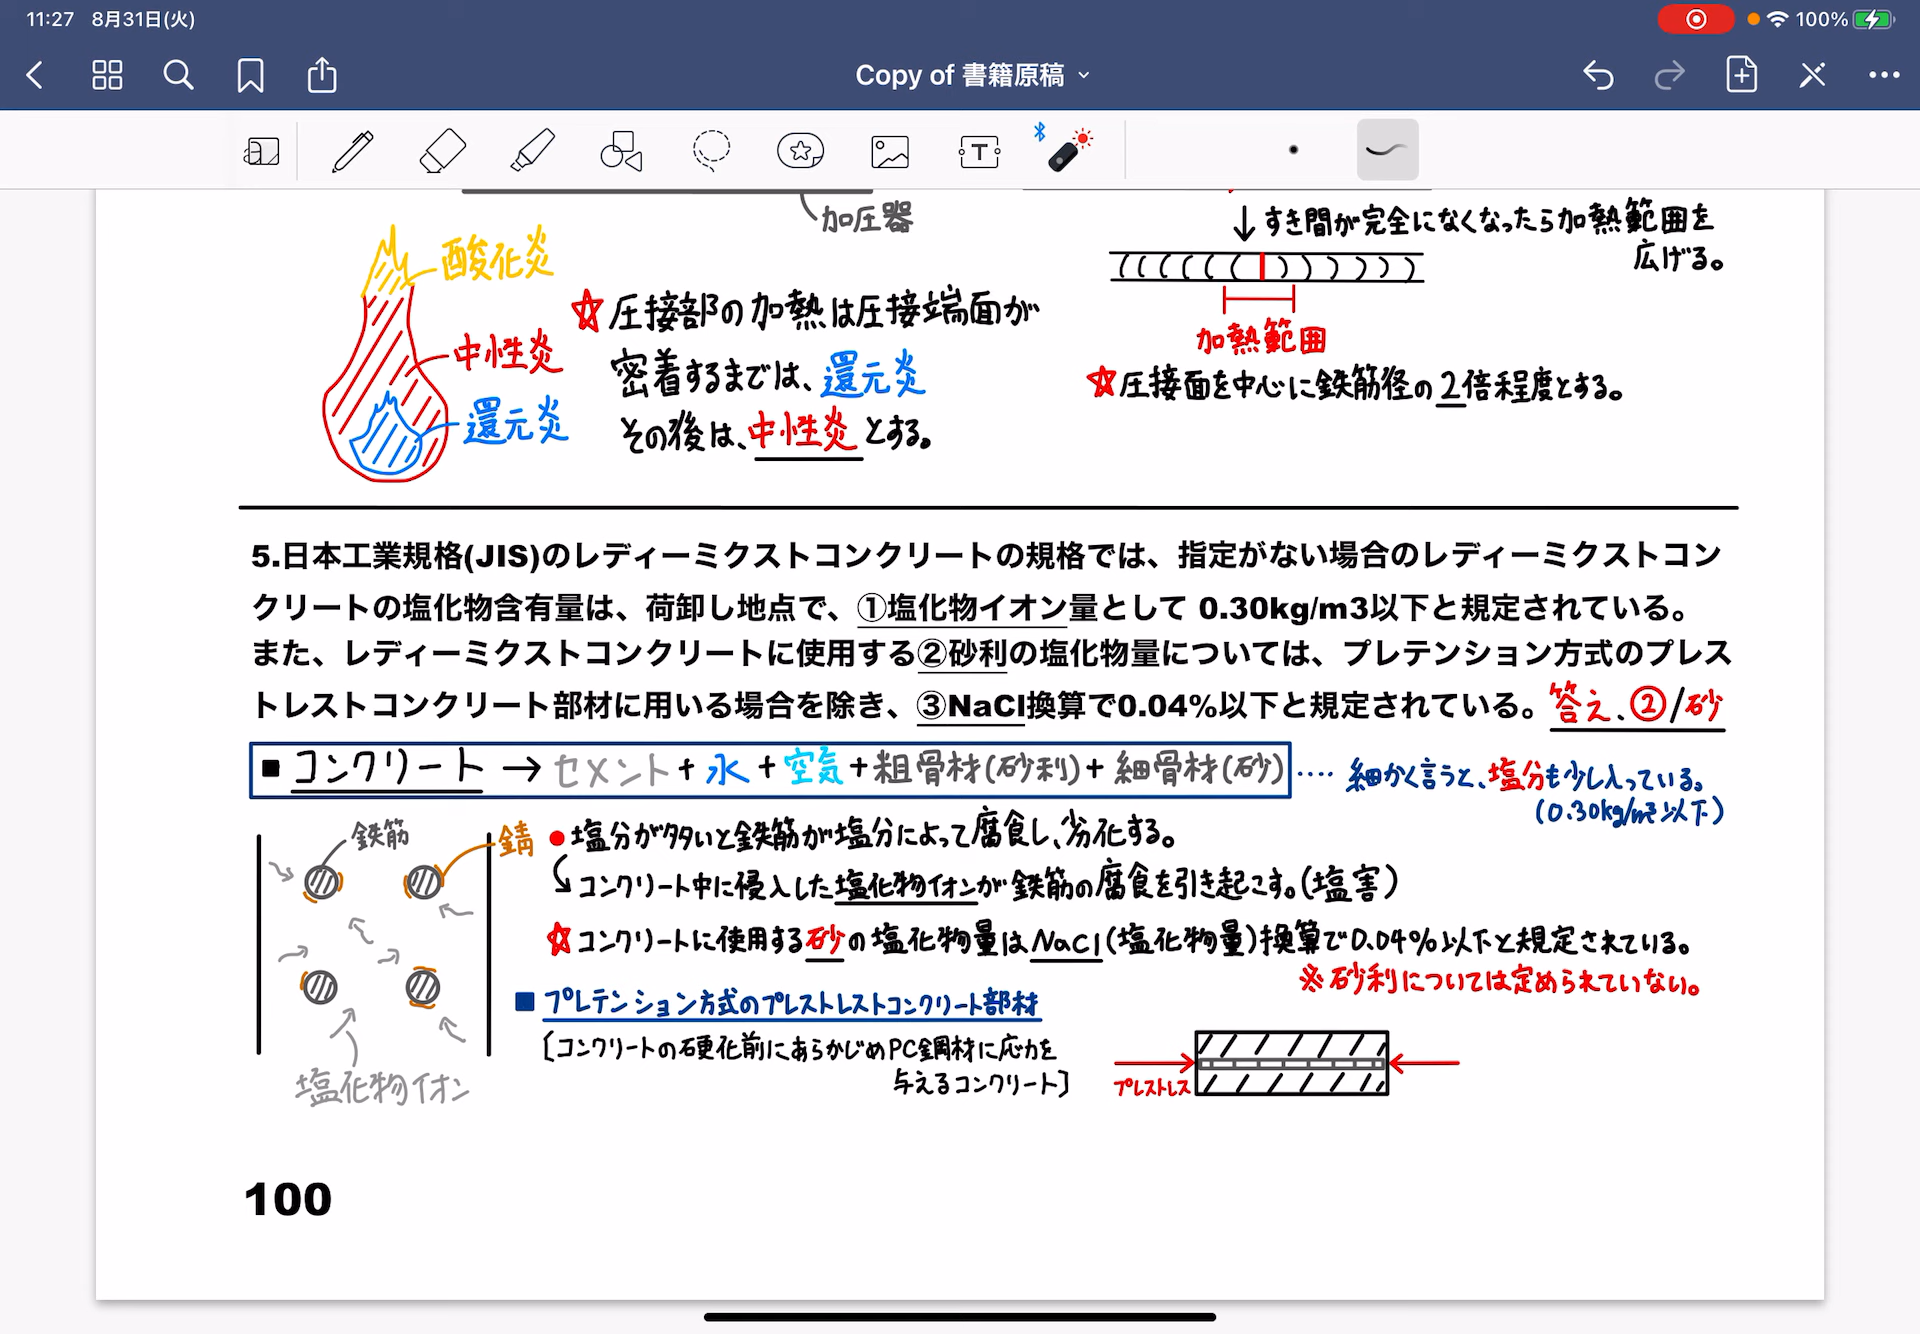 11:27 8月31日(火)
100%
Copy of 書籍原稿
加圧器
酸化炎
中性炎
還元炎
☆圧接部の加熱は圧接端面が
密着するまでは、還元炎
その後は、中性炎とする。
↓すき間が完全になくなったら加熱範囲を
広げる。
加熱範囲
☆圧接面を中心に鉄筋径の2倍程度とする。
5.日本工業規格(JIS)のレディーミクストコンクリートの規格では、指定がない場合のレディーミクストコン
クリートの塩化物含有量は、荷卸し地点で、①塩化物イオン量として 0.30kg/m3以下と規定されている。
また、レディーミクストコンクリートに使用する②砂利の塩化物量については、プレテンション方式のプレス
トレストコンクリート部材に用いる場合を除き、③NaCl換算で0.04%以下と規定されている。答え、②/砂
■ コンクリート → セメント+水+空気+粗骨材(砂利)+細骨材(砂)‥‥細かく言うと、塩分も少し入っている。
(0.30kg/m³以下)
鉄筋
錆
塩化物イオン
●塩分が多いと鉄筋が塩分によって腐食し、劣化する。
コンクリート中に侵入した塩化物イオンが鉄筋の腐食を引き起こす。(塩害)
☆コンクリートに使用する砂の塩化物量はNaCl(塩化物量)換算で0.04%以下と規定されている。
※砂利については定められていない。
■ プレテンション方式のプレストレストコンクリート部材
〔コンクリートの硬化前にあらかじめPC鋼材に応力を
与えるコンクリート〕
プレストレス
100